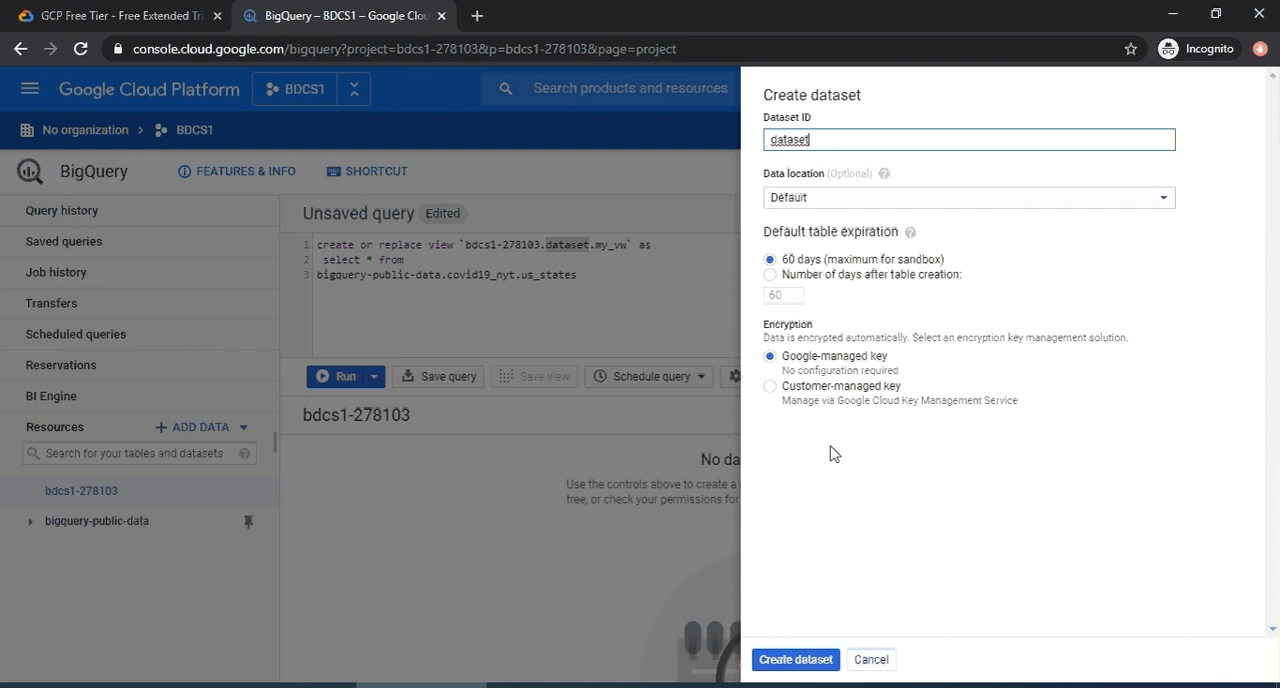 GCP Free Tier - Free Extended Tri
BigQuery – BDCS1 – Google Clou
console.cloud.google.com/bigquery?project=bdcs1-278103&p=bdcs1-278103&page=project
Incognito
Google Cloud Platform
BDCS1
Search products and resources
No organization
BDCS1
BigQuery
FEATURES & INFO
SHORTCUT
Query history
Saved queries
Job history
Transfers
Scheduled queries
Reservations
BI Engine
Resources
ADD DATA
Search for your tables and datasets
bdcs1-278103
bigquery-public-data
Unsaved query
Edited
1 create or replace view `bdcs1-278103.dataset.my_vw` as
2 select * from
3 bigquery-public-data.covid19_nyt.us_states
Run
Save query
Save view
Schedule query
bdcs1-278103
No da
Use the controls above to create a
tree, or check your permissions for
Create dataset
Dataset ID
dataset
Data location (Optional)
Default
Default table expiration
60 days (maximum for sandbox)
Number of days after table creation:
60
Encryption
Data is encrypted automatically. Select an encryption key management solution.
Google-managed key
No configuration required
Customer-managed key
Manage via Google Cloud Key Management Service
Create dataset
Cancel